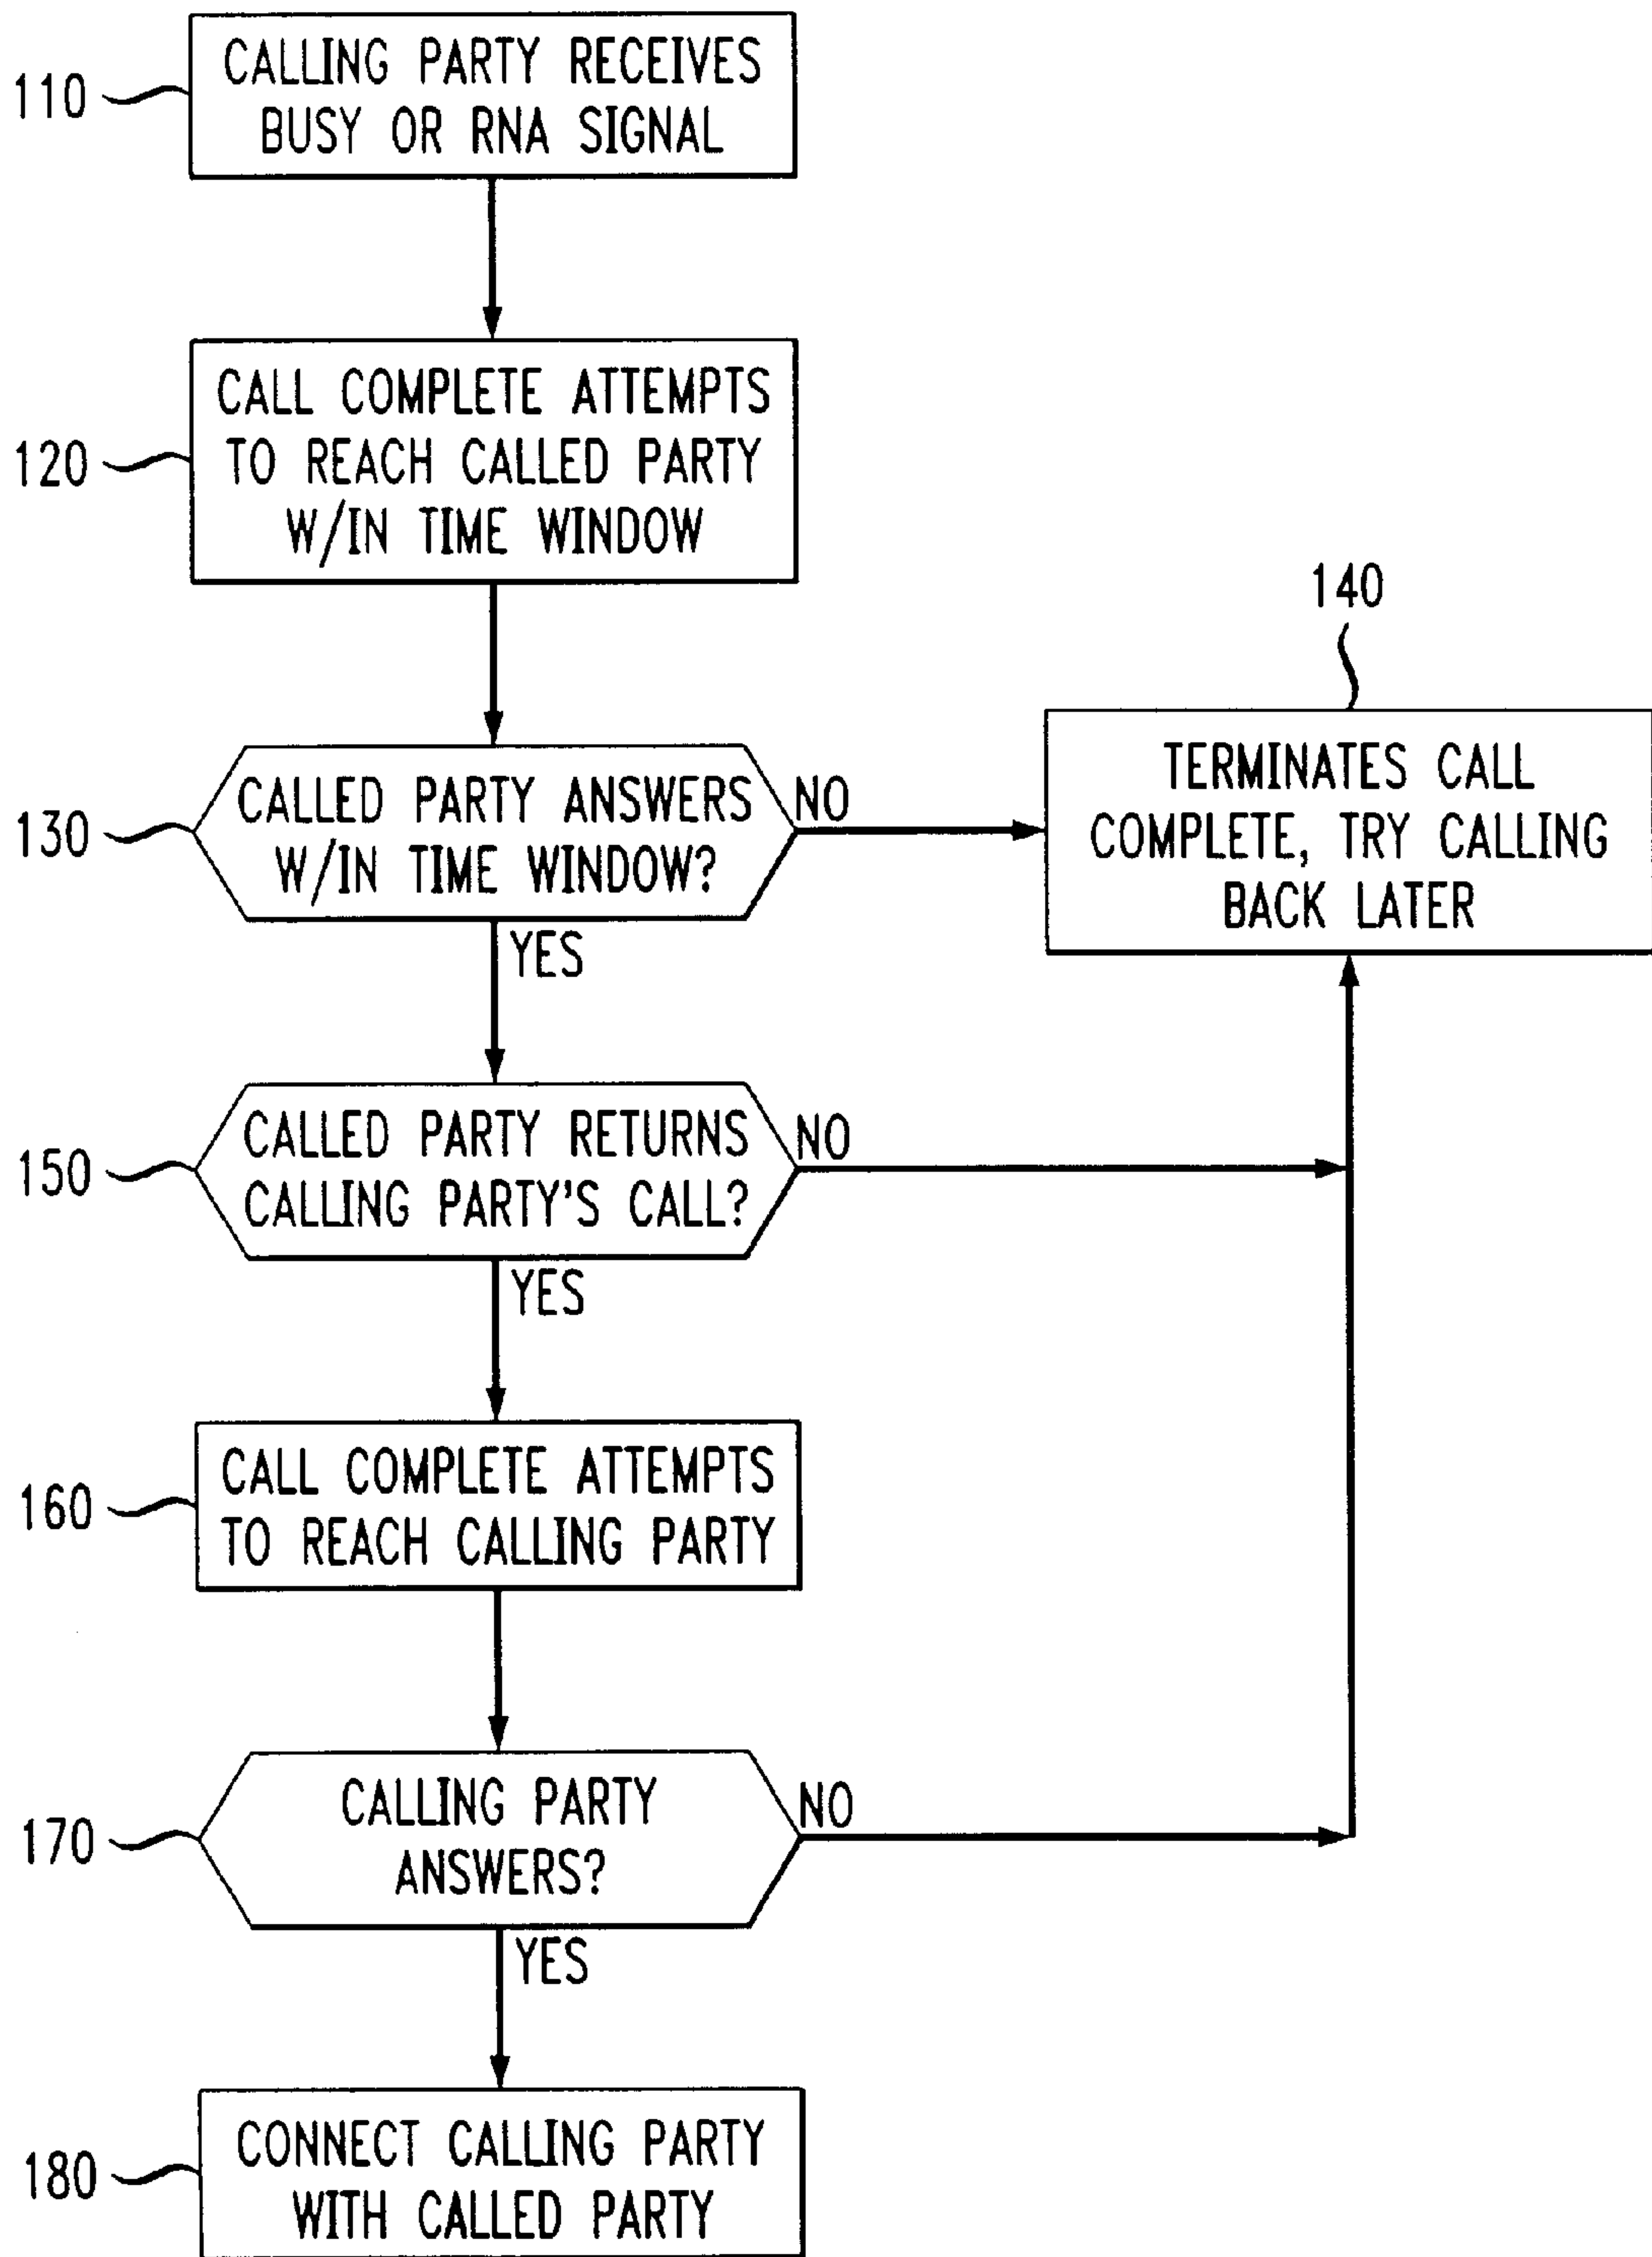 CALLING PARTY RECEIVES
BUSY OR RNA SIGNAL
110
CALL COMPLETE ATTEMPTS
TO REACH CALLED PARTY
W/IN TIME WINDOW
120
140
TERMINATES CALL
COMPLETE, TRY CALLING
BACK LATER
CALLED PARTY ANSWERS
W/IN TIME WINDOW?
130
NO
YES
CALLED PARTY RETURNS
CALLING PARTY'S CALL?
150
NO
YES
CALL COMPLETE ATTEMPTS
TO REACH CALLING PARTY
160
CALLING PARTY
ANSWERS?
170
NO
YES
CONNECT CALLING PARTY
WITH CALLED PARTY
180